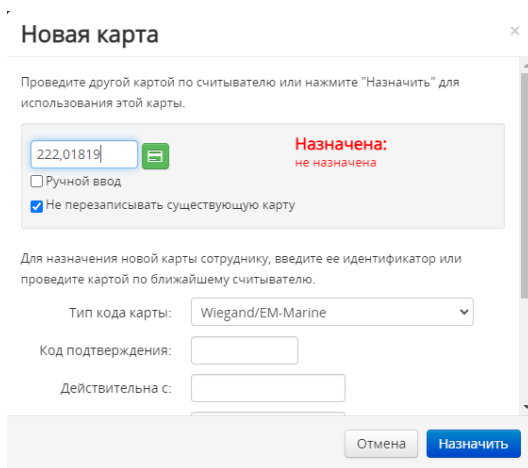 Новая карта
×
Проведите другой картой по считывателю или нажмите "Назначить" для
использования этой карты.
222,01819
Назначена:
не назначена
Ручной ввод
Не перезаписывать существующую карту
Для назначения новой карты сотруднику, введите ее идентификатор или
проведите картой по ближайшему считывателю.
Тип кода карты: Wiegand/EM-Marine
Код подтверждения:
Действительна с:
Отмена Назначить